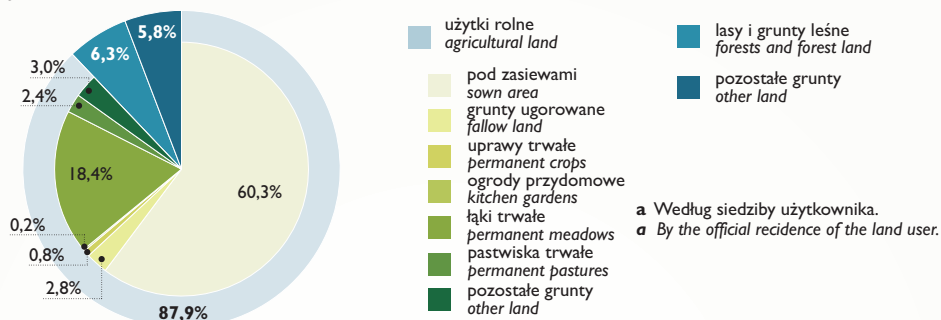 5,8%
6,3%
3,0%
2,4%
18,4%
60,3%
0,2%
0,8%
2,8%
87,9%
użytki rolne
agricultural land
pod zasiewami
sown area
grunty ugorowane
fallow land
uprawy trwałe
permanent crops
ogrody przydomowe
kitchen gardens
łąki trwałe
permanent meadows
pastwiska trwałe
permanent pastures
pozostałe grunty
other land
lasy i grunty leśne
forests and forest land
pozostałe grunty
other land
a Według siedziby użytkownika.
a By the official recidence of the land user.